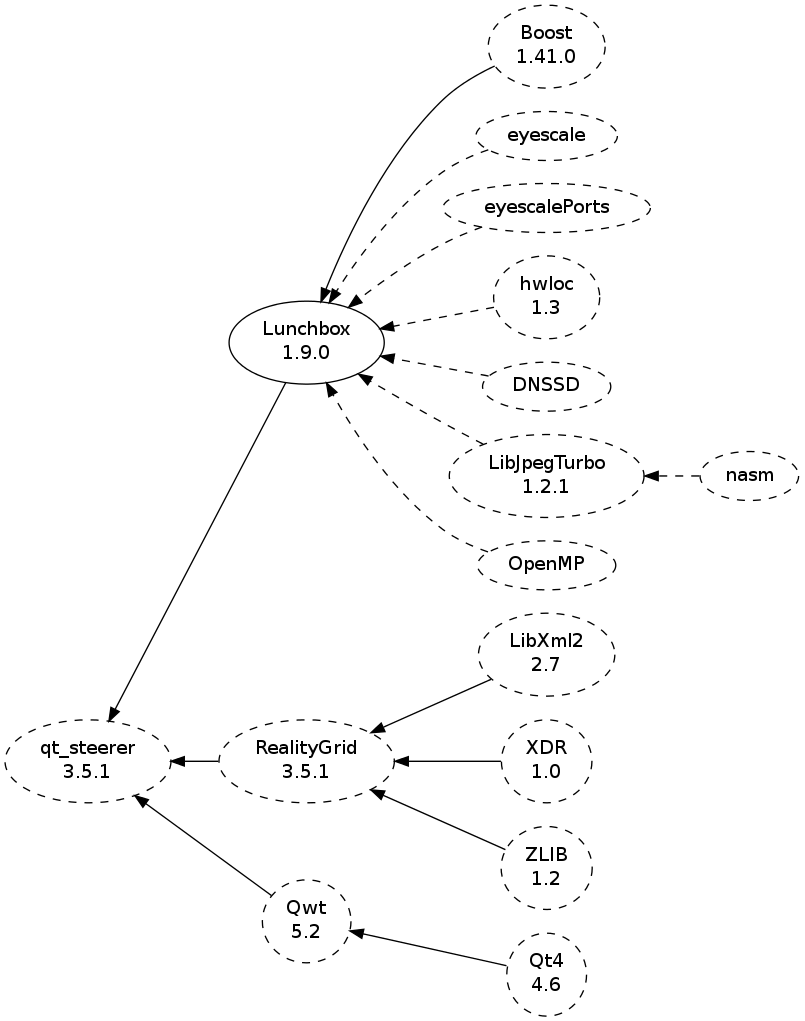 Boost
1.41.0
eyescale
eyescalePorts
hwloc
1.3
Lunchbox
1.9.0
DNSSD
LibJpegTurbo
1.2.1
nasm
OpenMP
LibXml2
2.7
qt_steerer
3.5.1
RealityGrid
3.5.1
XDR
1.0
ZLIB
1.2
Qwt
5.2
Qt4
4.6